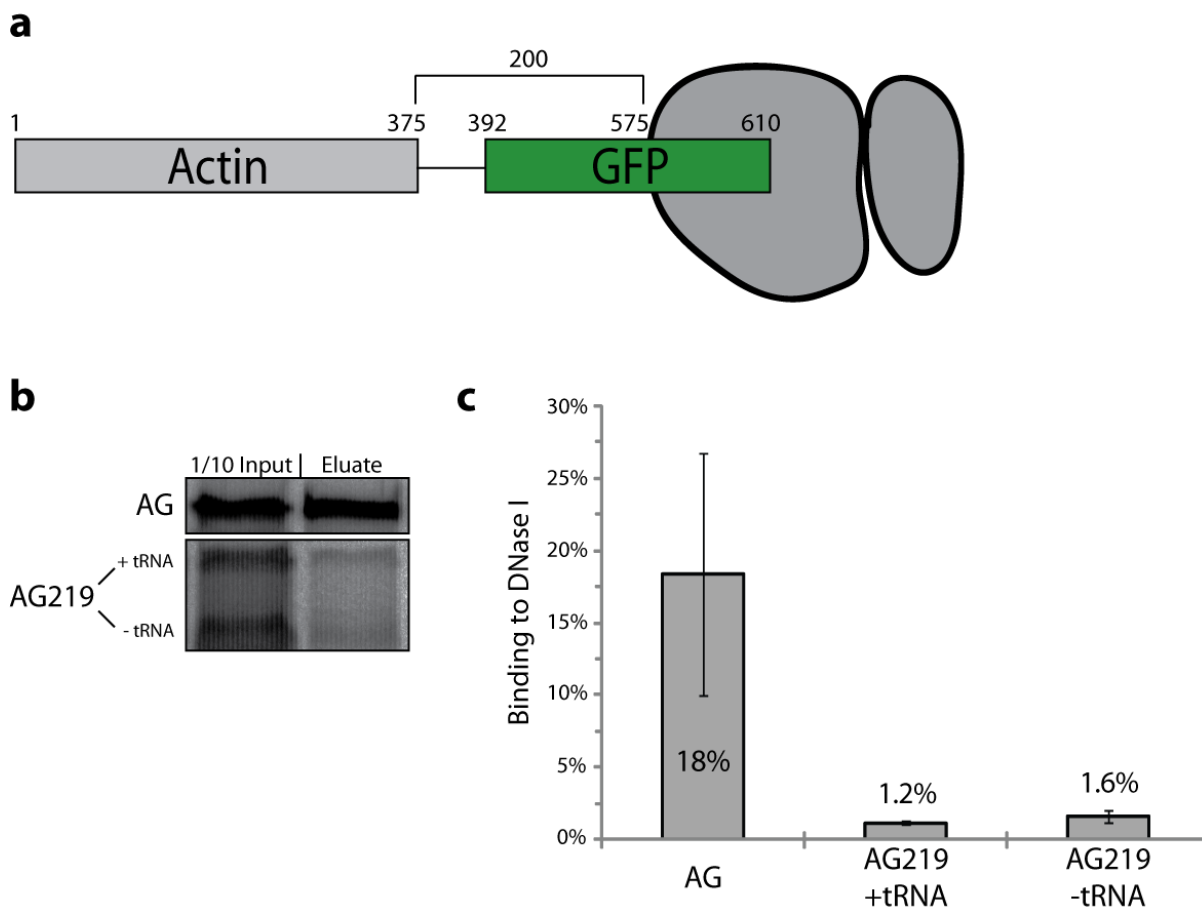 a
200
1 375 392 575 610
Actin GFP
b
1/10 Input | Eluate
AG
+ tRNA
AG219
- tRNA
c
Binding to DNase I
30%
25%
20%
15%
10%
5%
0%
18%
1.2%
1.6%
AG
AG219
+tRNA
AG219
-tRNA